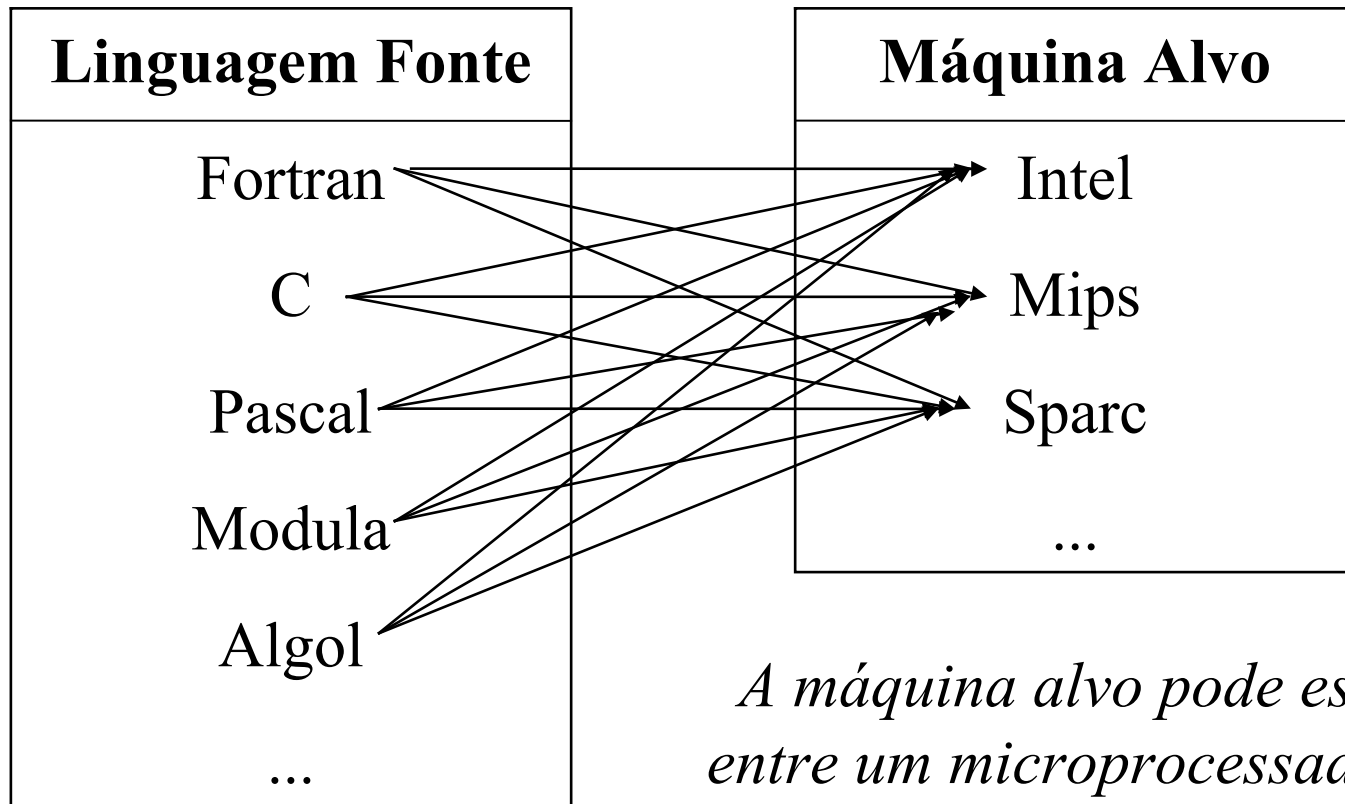 Linguagem Fonte
Fortran
C
Pascal
Modula
Algol
...
Máquina Alvo
Intel
Mips
Sparc
...
A máquina alvo pode es
entre um microprocessad